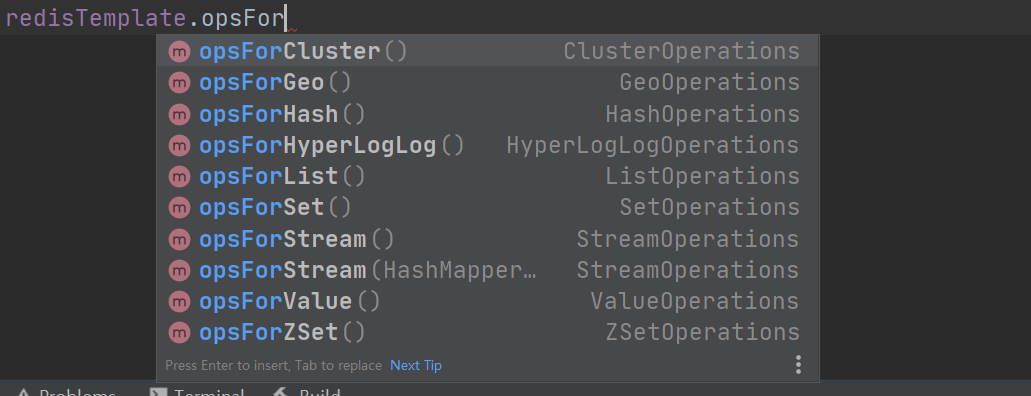 redisTemplate.opsFor
opsForCluster() ClusterOperations
opsForGeo() GeoOperations
opsForHash() HashOperations
opsForHyperLogLog() HyperLogLogOperations
opsForList() ListOperations
opsForSet() SetOperations
opsForStream() StreamOperations
opsForStream(HashMapper… StreamOperations
opsForValue() ValueOperations
opsForZSet() ZSetOperations
Press Enter to insert, Tab to replace Next Tip
Problems Terminal Build